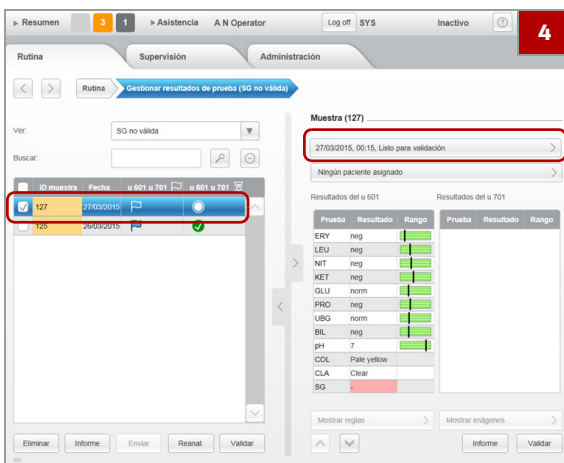 Resumen 3 1 Asistencia A N Operator Log off SYS Inactivo ? 4
Rutina Supervisión Administración
Rutina Gestionar resultados de prueba (SG no válida)
Muestra (127)
Ver: SG no válida
27/03/2015, 00:15, Listo para validación
Buscar:
Ningún paciente asignado
ID muestra Fecha u 601 u 701 u 601 u 701
Resultados del u 601 Resultados del u 701
127 27/03/2015
125 26/03/2015
Prueba Resultado Rango Prueba Resultado Rango
ERY neg
LEU neg
NIT neg
KET neg
GLU norm
PRO neg
UBG norm
BIL neg
pH 7
COL Pale yellow
CLA Clear
SG -
Mostrar reglas Mostrar imágenes
Eliminar Informe Enviar Reanal. Validar Informe Validar